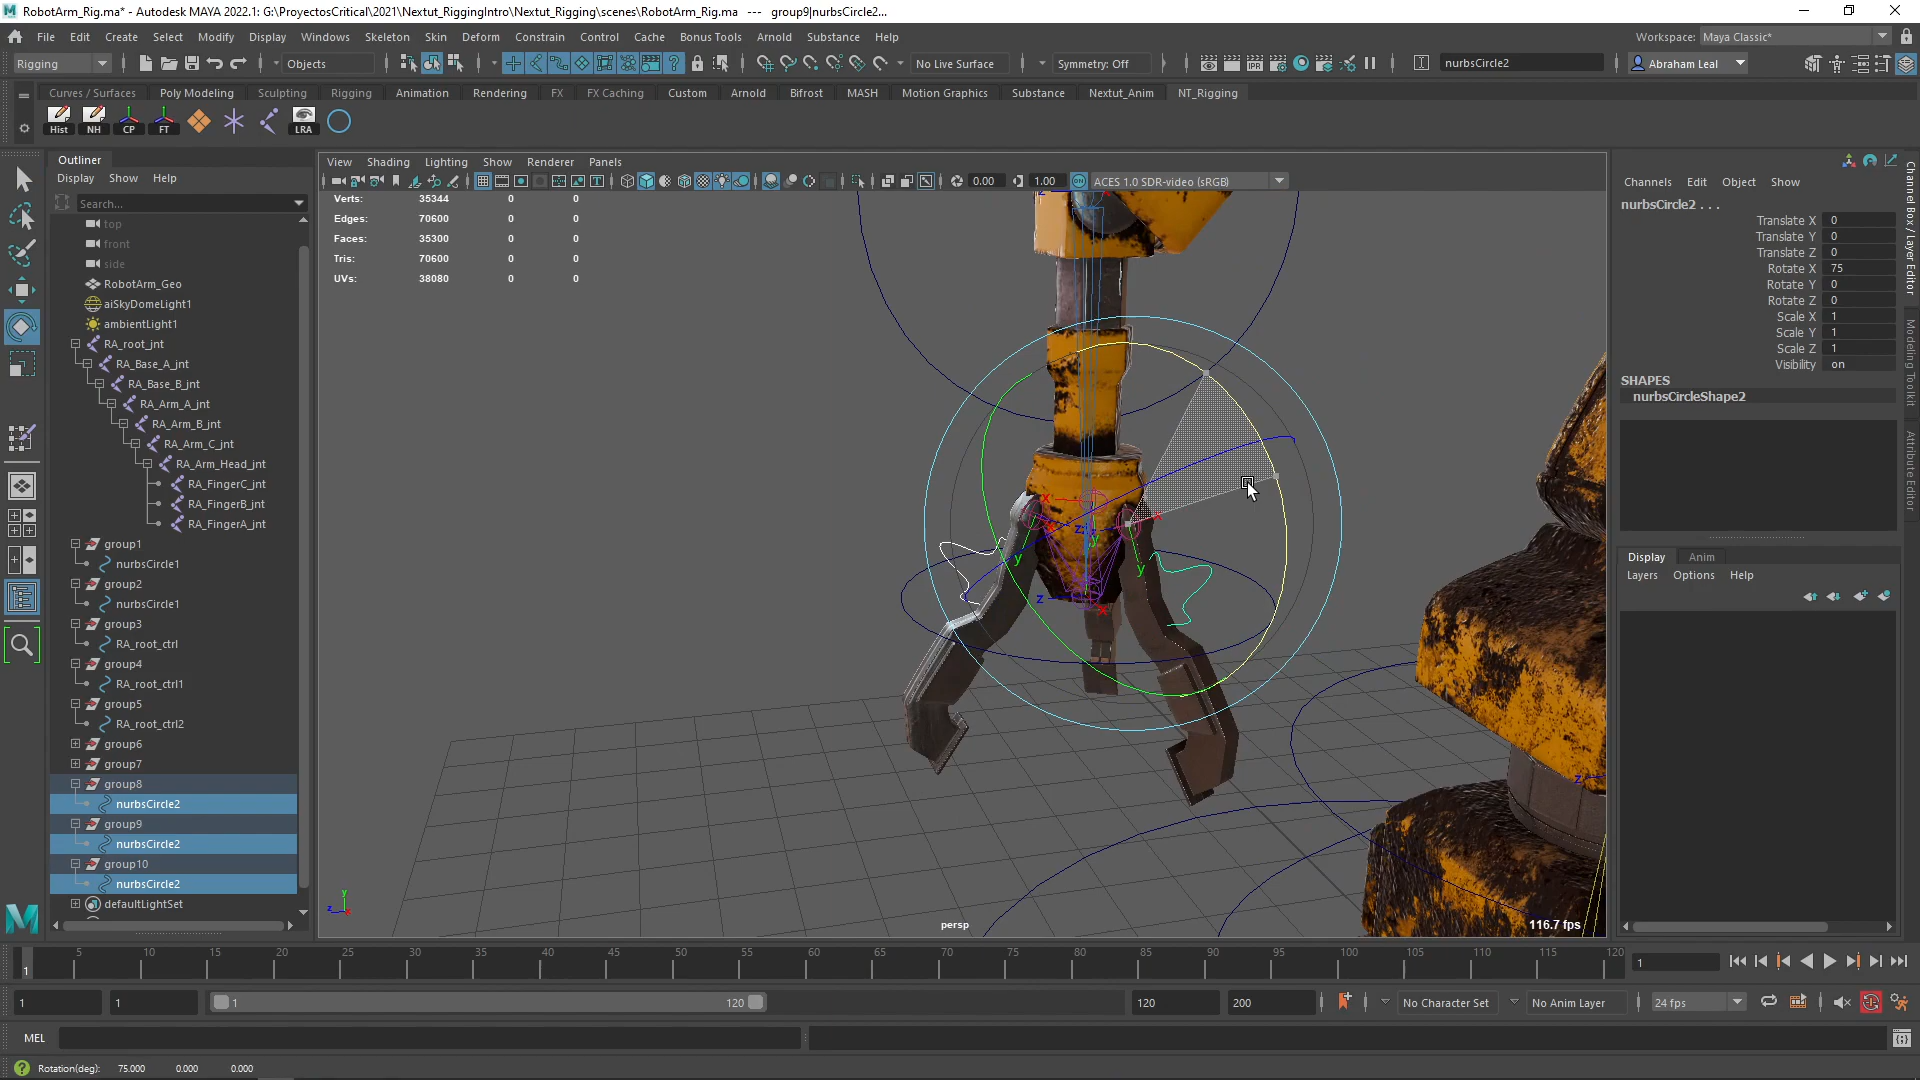 RobotArm_Rig.ma* - Autodesk MAYA 2022.1: G:\ProyectosCritical\2021\Nextut_RiggingIntro\Nextut_Rigging\scenes\RobotArm_Rig.ma --- group9|nurbsCircle2...
File Edit Create Select Modify Display Windows Skeleton Skin Deform Constrain Control Cache Bonus Tools Arnold Substance Help
Workspace: Maya Classic*
Rigging Objects No Live Surface Symmetry: Off nurbsCircle2 Abraham Leal
Curves / Surfaces Poly Modeling Sculpting Rigging Animation Rendering FX FX Caching Custom Arnold Bifrost MASH Motion Graphics Substance Nextut_Anim NT_Rigging
Hist NH CP FT LRA
Outliner
Display Show Help
Search...
top
front
side
RobotArm_Geo
aiSkyDomeLight1
ambientLight1
RA_root_jnt
RA_Base_A_jnt
RA_Base_B_jnt
RA_Arm_A_jnt
RA_Arm_B_jnt
RA_Arm_C_jnt
RA_Arm_Head_jnt
RA_FingerC_jnt
RA_FingerB_jnt
RA_FingerA_jnt
group1
nurbsCircle1
group2
nurbsCircle1
group3
RA_root_ctrl
group4
RA_root_ctrl1
group5
RA_root_ctrl2
group6
group7
group8
nurbsCircle2
group9
nurbsCircle2
group10
nurbsCircle2
defaultLightSet
View Shading Lighting Show Renderer Panels
0.00 1.00 ACES 1.0 SDR-video (sRGB)
Verts: 35344 0 0
Edges: 70600 0 0
Faces: 35300 0 0
Tris: 70600 0 0
UVs: 38080 0 0
persp
116.7 fps
Channels Edit Object Show
nurbsCircle2 . . .
Translate X 0
Translate Y 0
Translate Z 0
Rotate X 75
Rotate Y 0
Rotate Z 0
Scale X 1
Scale Y 1
Scale Z 1
Visibility on
SHAPES
nurbsCircleShape2
Display Anim
Layers Options Help
Channel Box / Layer Editor
Modeling Toolkit
Attribute Editor
5 10 15 20 25 30 35 40 45 50 55 60 65 70 75 80 85 90 95 100 105 110 115 120
1
1
1 1 1 120 120 200 No Character Set No Anim Layer 24 fps
MEL
Rotation(deg): 75.000 0.000 0.000